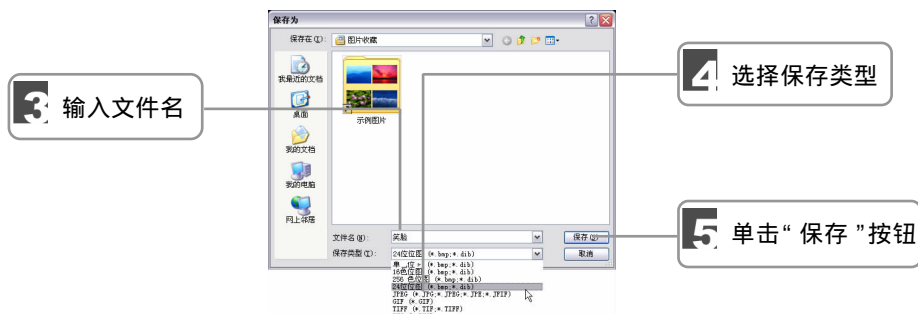 保存为
保存在(I):
图片收藏
我最近的文档
桌面
我的文档
我的电脑
网上邻居
示例图片
文件名(N):
笑脸
保存(S)
保存类型(T):
24位位图 (*.bmp;*.dib)
取消
(*.bmp;*.dib)
16色位图 (*.bmp;*.dib)
256 色位图 (*.bmp;*.dib)
24位位图 (*.bmp;*.dib)
JPEG (*.JPG;*.JPEG;*.JPE;*.JFIF)
GIF (*.GIF)
TIFF (*.TIF;*.TIFF)
3 输入文件名
4 选择保存类型
5 单击“保存”按钮